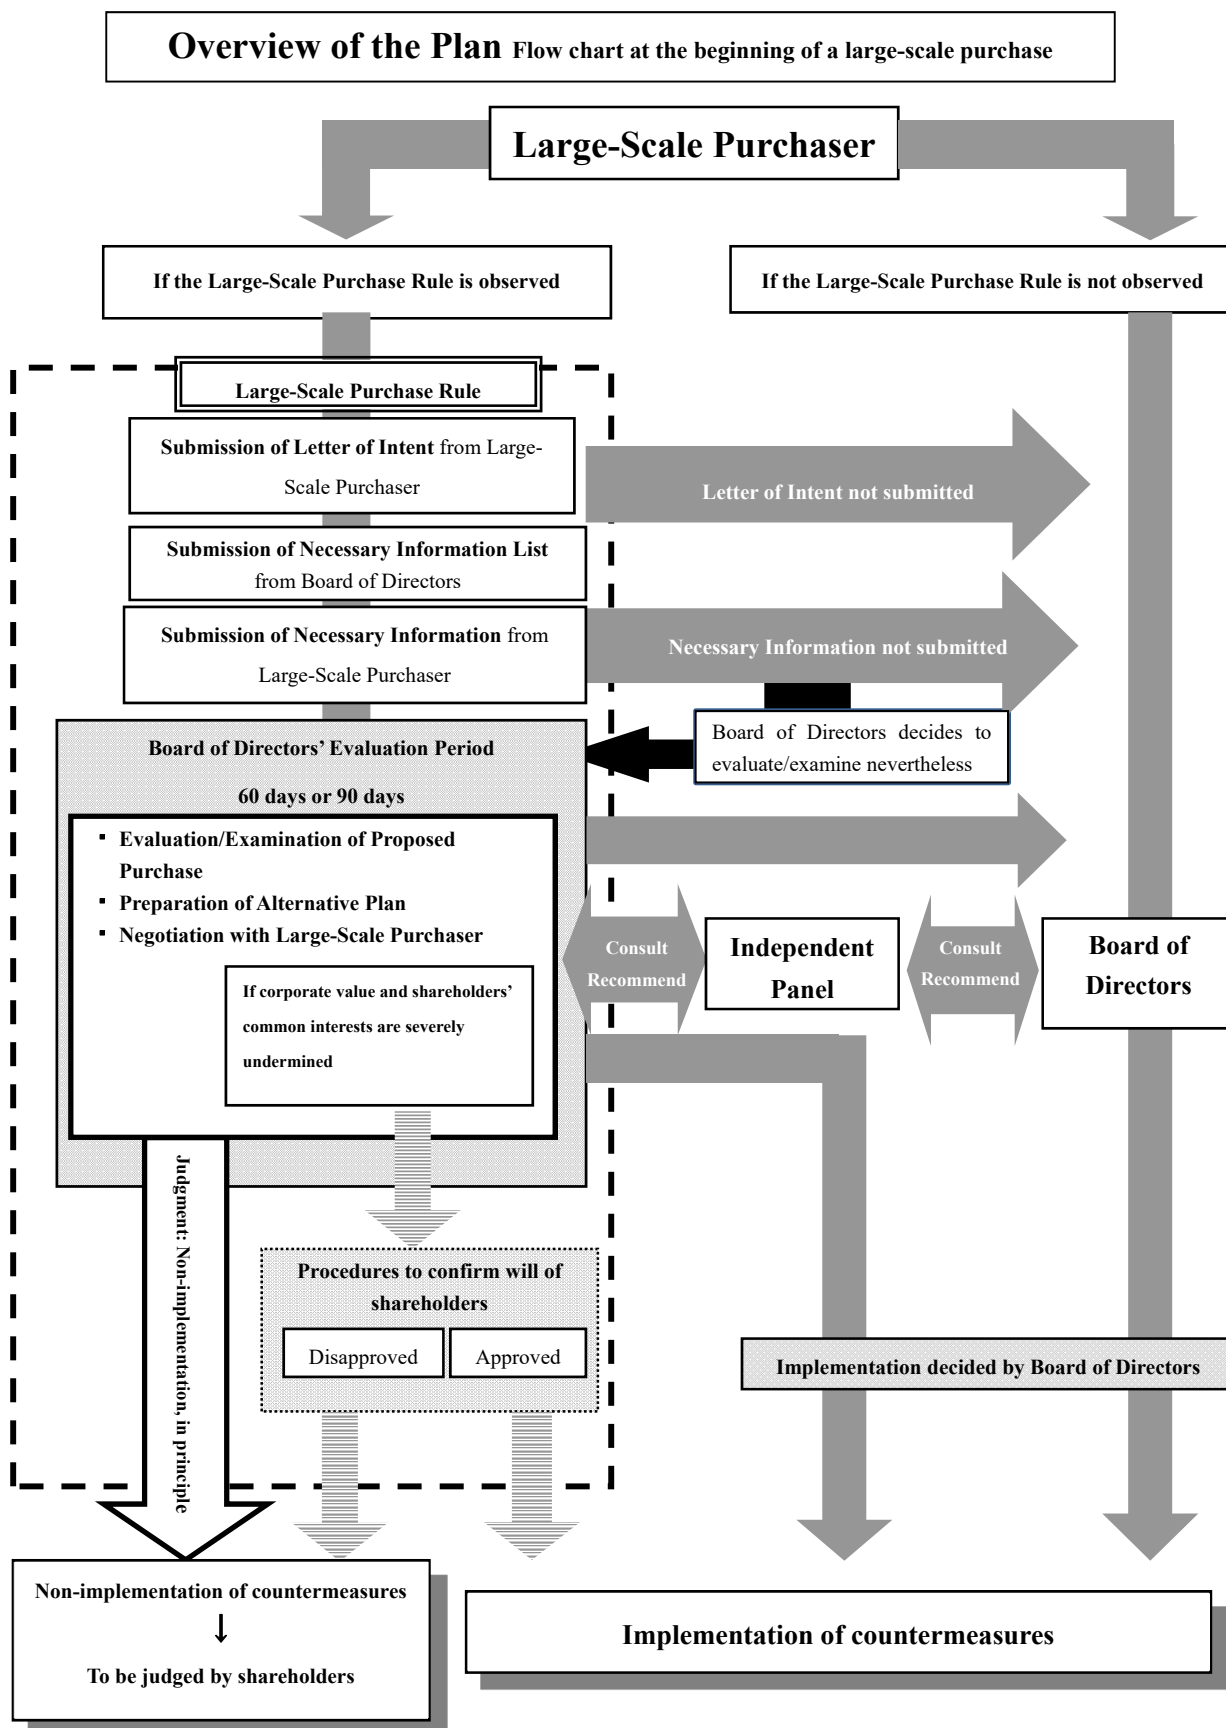 Overview of the Plan Flow chart at the beginning of a large-scale purchase
Large-Scale Purchaser
If the Large-Scale Purchase Rule is observed
If the Large-Scale Purchase Rule is not observed
Large-Scale Purchase Rule
Submission of Letter of Intent from Large-
Scale Purchaser
Letter of Intent not submitted
Submission of Necessary Information List
from Board of Directors
Submission of Necessary Information from
Large-Scale Purchaser
Necessary Information not submitted
Board of Directors decides to
evaluate/examine nevertheless
Board of Directors' Evaluation Period
60 days or 90 days
▪ Evaluation/Examination of Proposed
Purchase
▪ Preparation of Alternative Plan
▪ Negotiation with Large-Scale Purchaser
If corporate value and shareholders'
common interests are severely
undermined
Consult
Recommend
Independent
Panel
Consult
Recommend
Board of
Directors
Judgment: Non-implementation, in principle
Procedures to confirm will of
shareholders
Disapproved
Approved
Implementation decided by Board of Directors
Non-implementation of countermeasures
↓
To be judged by shareholders
Implementation of countermeasures